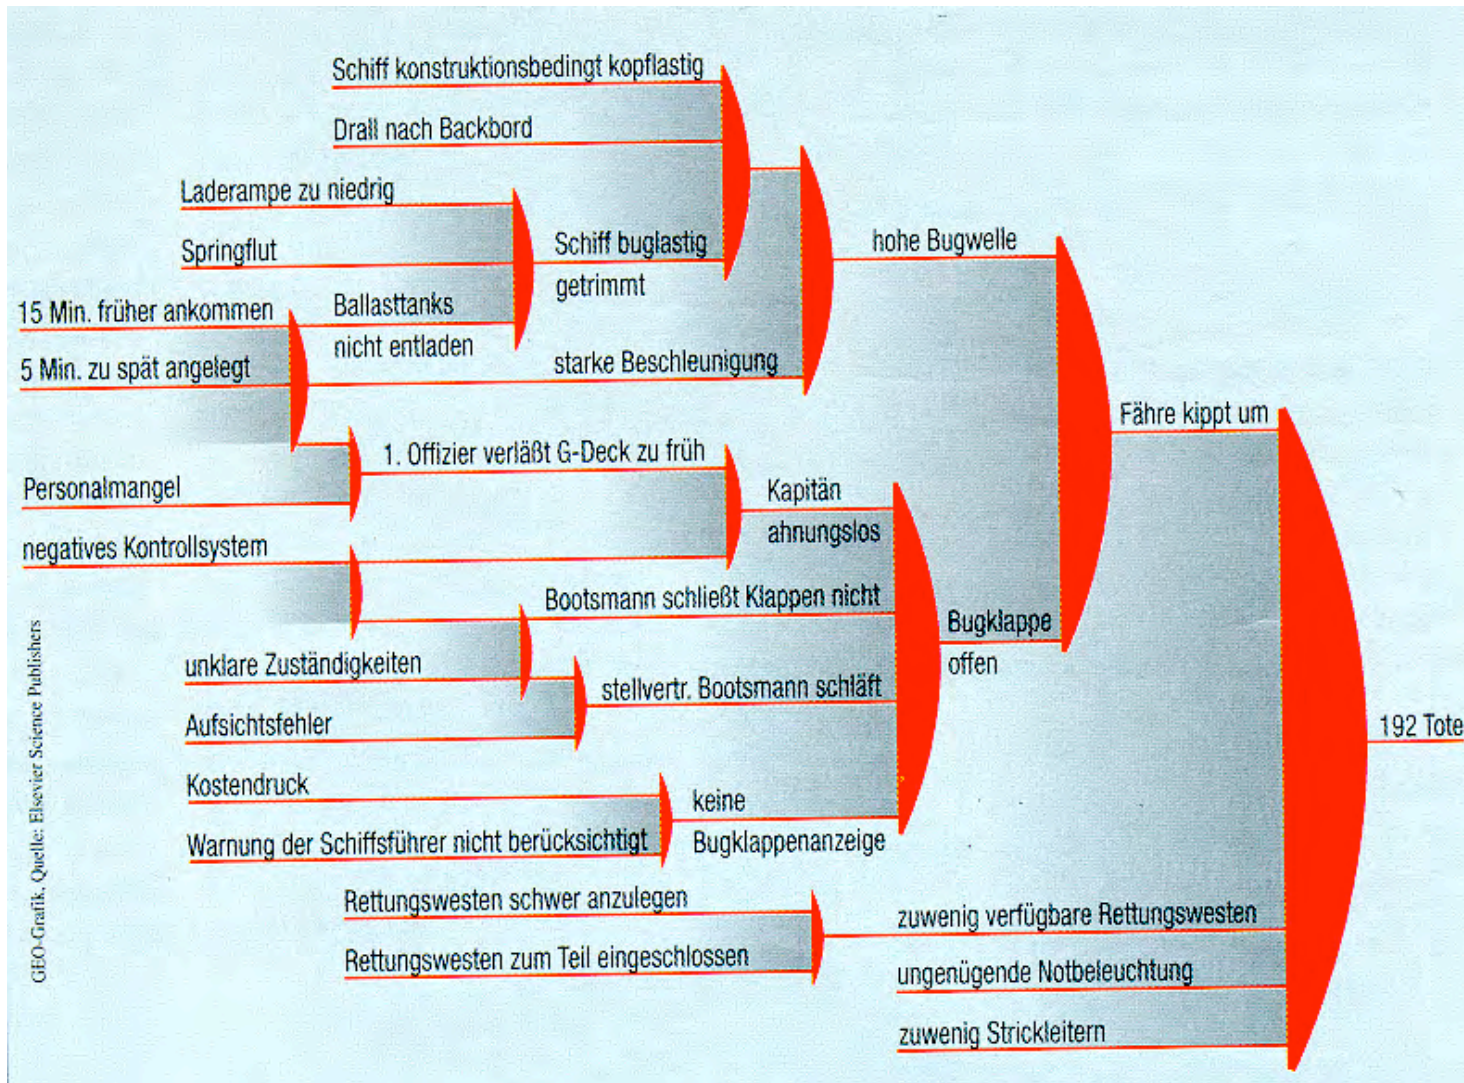 Schiff konstruktionsbedingt kopflastig
Drall nach Backbord
Laderampe zu niedrig
Springflut
Schiff buglastig
getrimmt
hohe Bugwelle
15 Min. früher ankommen
Ballasttanks
nicht entladen
5 Min. zu spät angelegt
starke Beschleunigung
Fähre kippt um
1. Offizier verläßt G-Deck zu früh
Personalmangel
Kapitän
ahnungslos
negatives Kontrollsystem
Bootsmann schließt Klappen nicht
Bugklappe
offen
unklare Zuständigkeiten
stellvertr. Bootsmann schläft
Aufsichtsfehler
192 Tote
Kostendruck
keine
Bugklappenanzeige
Warnung der Schiffsführer nicht berücksichtigt
Rettungswesten schwer anzulegen
zuwenig verfügbare Rettungswesten
Rettungswesten zum Teil eingeschlossen
ungenügende Notbeleuchtung
zuwenig Strickleitern
GEO-Grafik, Quelle: Elsevier Science Publishers